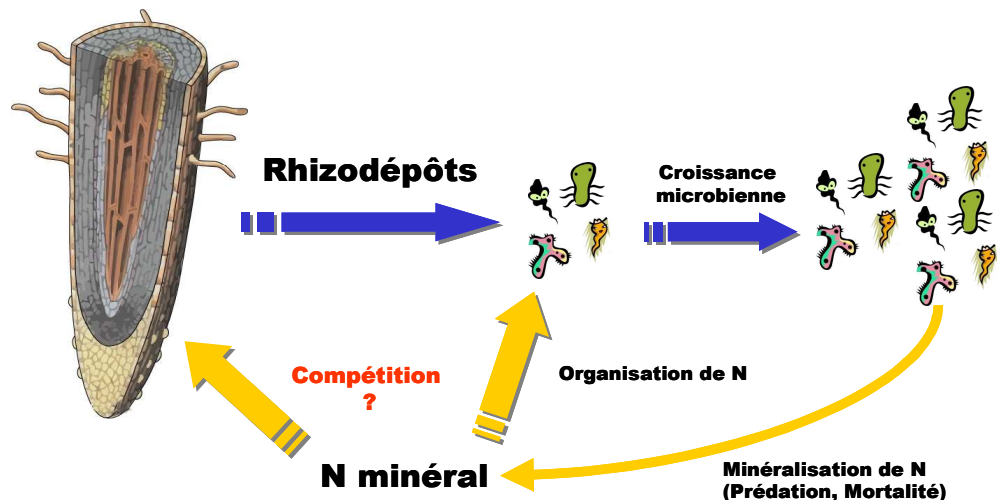 Rhizodépôts
Croissance
microbienne
Compétition
?
Organisation de N
N minéral
Minéralisation de N
(Prédation, Mortalité)